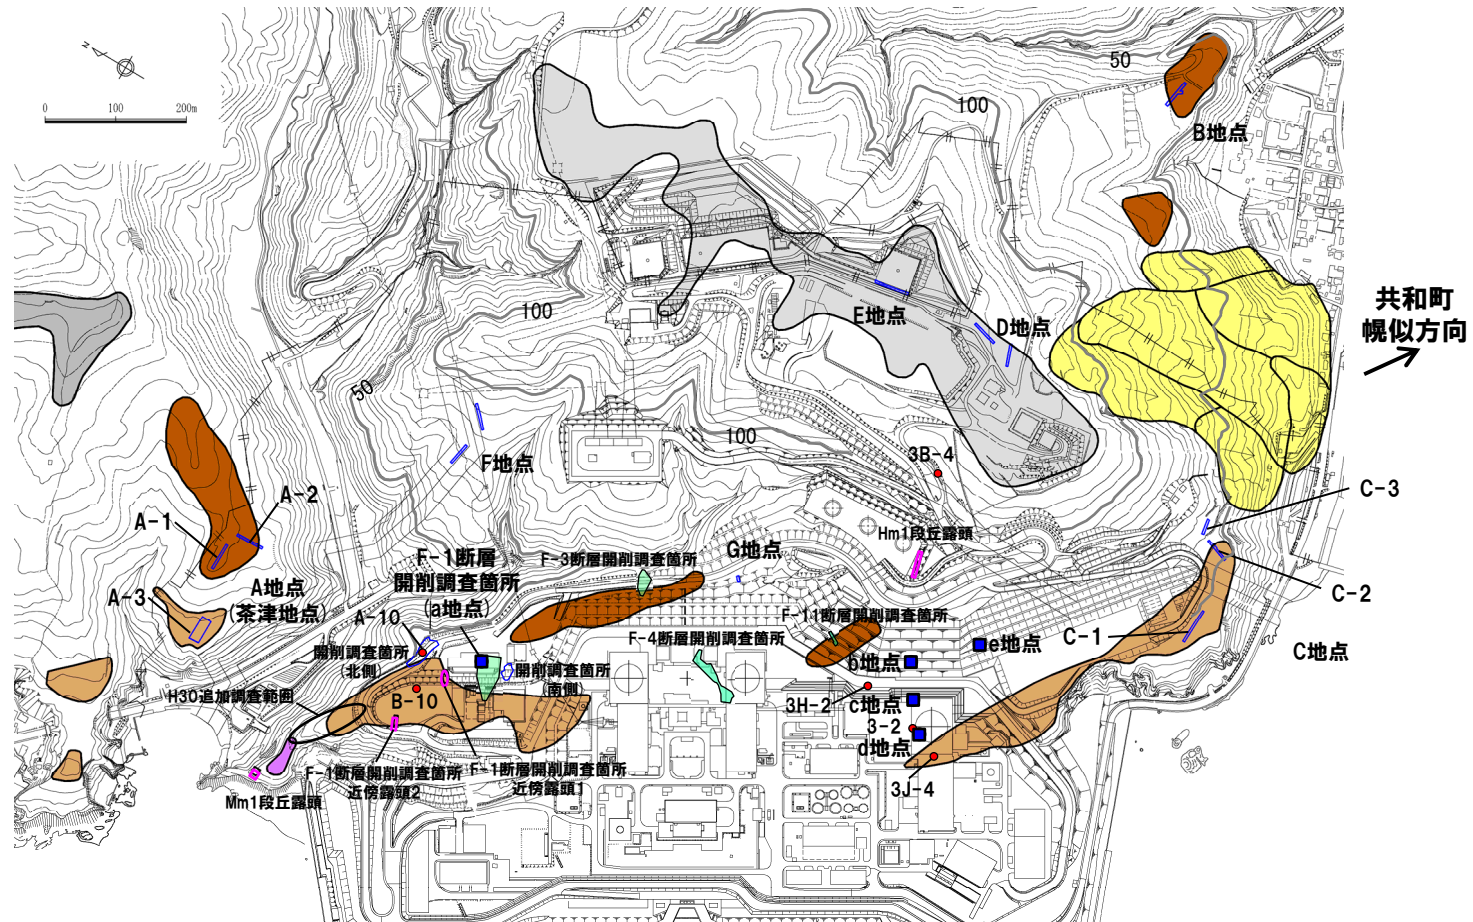 N
0 100 200m
50
100
B地点
共和町
幌似方向
100
E地点
D地点
50
100
3B-4
F地点
A-2
A-1
C-3
Hm1段丘露頭
G地点
F-3断層開削調査箇所
F-1断層
開削調査箇所
(a地点)
A地点
(茶津地点)
A-3
C-2
A-10
F-11断層開削調査箇所
F-4断層開削調査箇所
C-1
e地点
C地点
開削調査箇所
(北側)
b地点
開削調査箇所
(南側)
H30追加調査範囲
B-10
3H-2
c地点
3-2
d地点
F-1断層開削調査箇所
近傍露頭2
F-1断層開削調査箇所
近傍露頭1
3J-4
Mm1段丘露頭